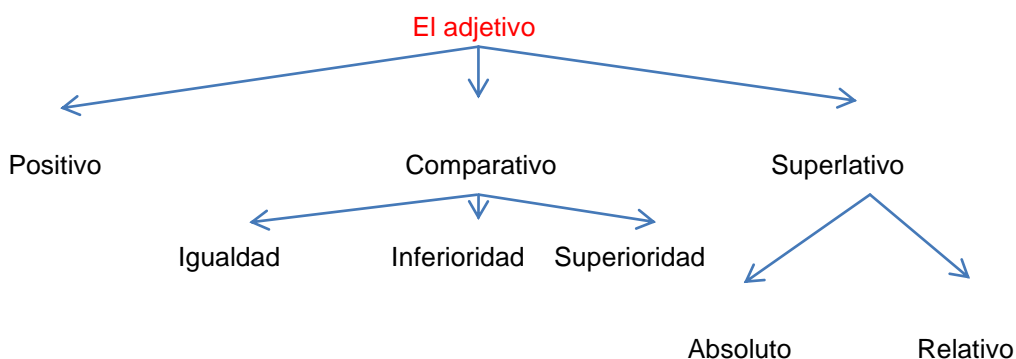 El adjetivo
Positivo Comparativo Superlativo
Igualdad Inferioridad Superioridad
Absoluto Relativo